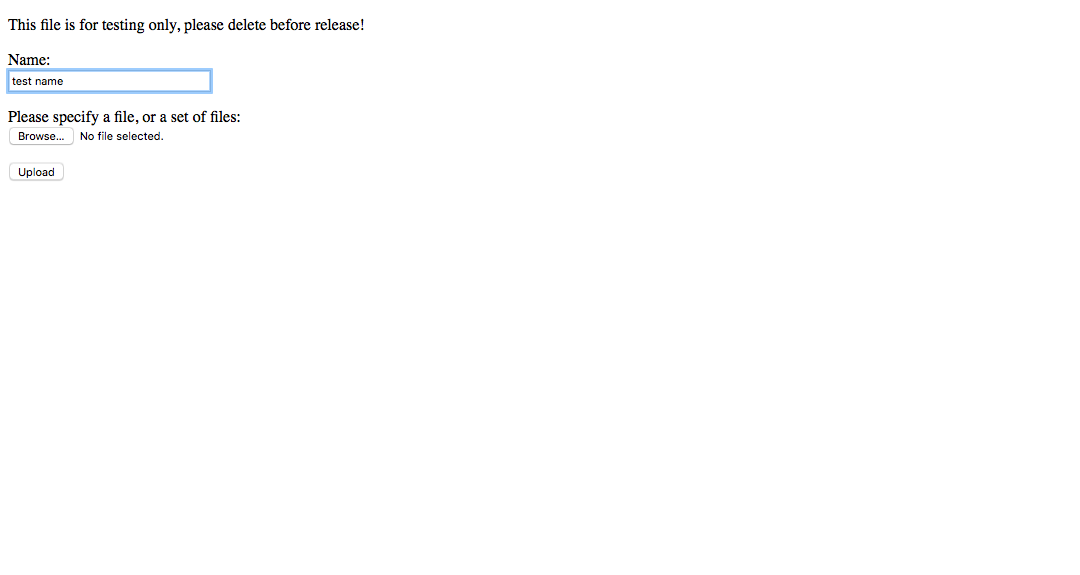 This file is for testing only, please delete before release!
Name:
test name
Please specify a file, or a set of files:
Browse... No file selected.
Upload